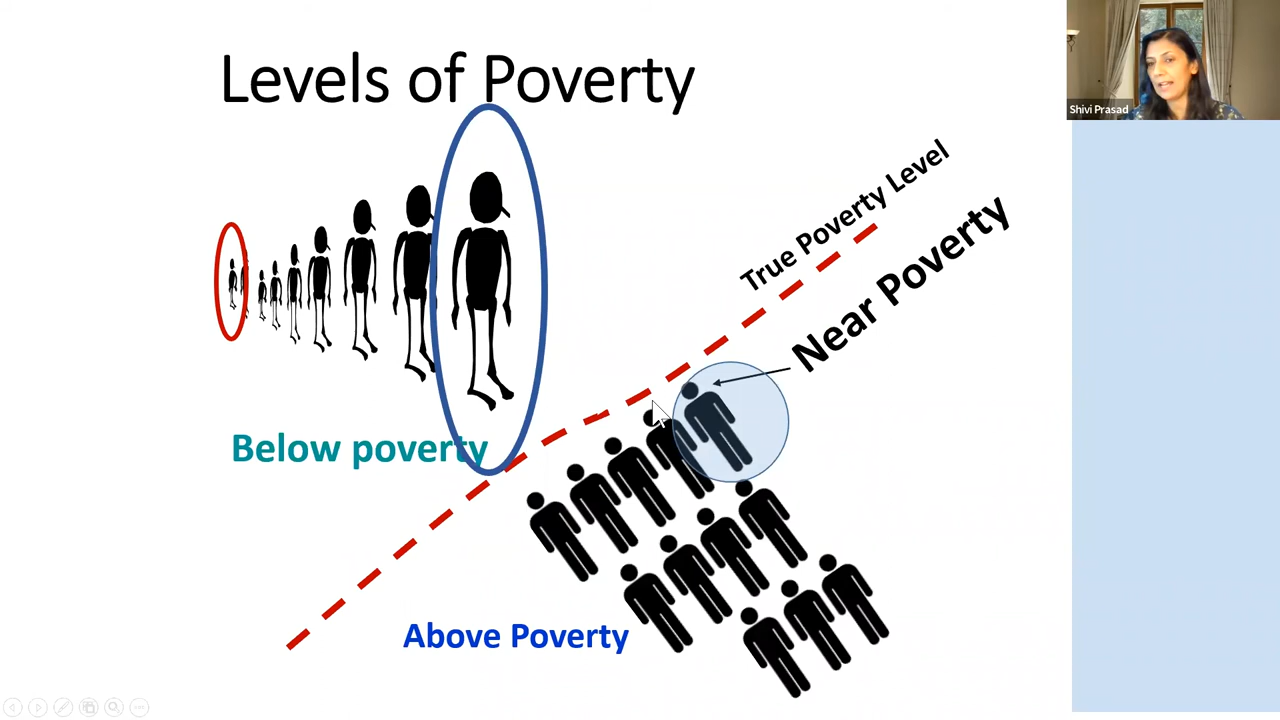 Levels of Poverty
Shivi Prasad
True Poverty Level
Near Poverty
Below poverty
Above Poverty